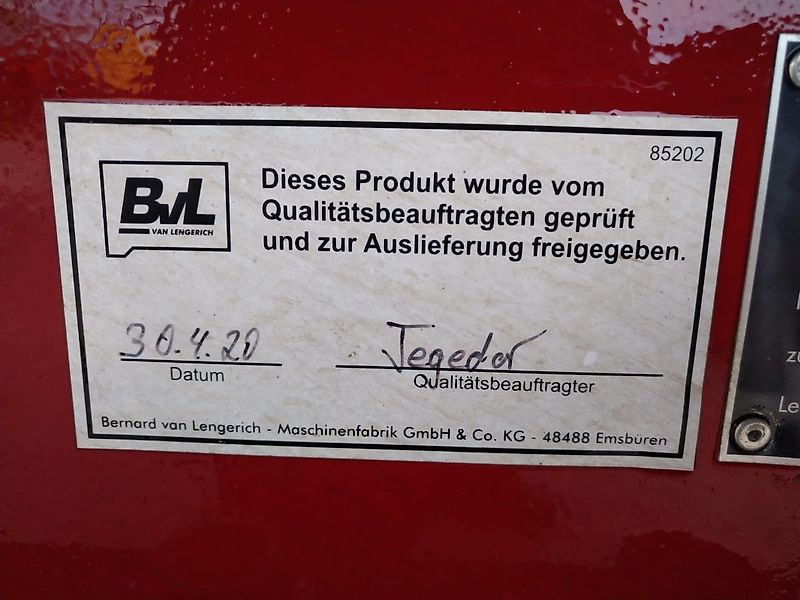 85202
BvL
VAN LENGERICH
Dieses Produkt wurde vom
Qualitätsbeauftragten geprüft
und zur Auslieferung freigegeben.
30.4.20
Datum
Tegeder
Qualitätsbeauftragter
Bernard van Lengerich - Maschinenfabrik GmbH & Co. KG - 48488 Emsbüren